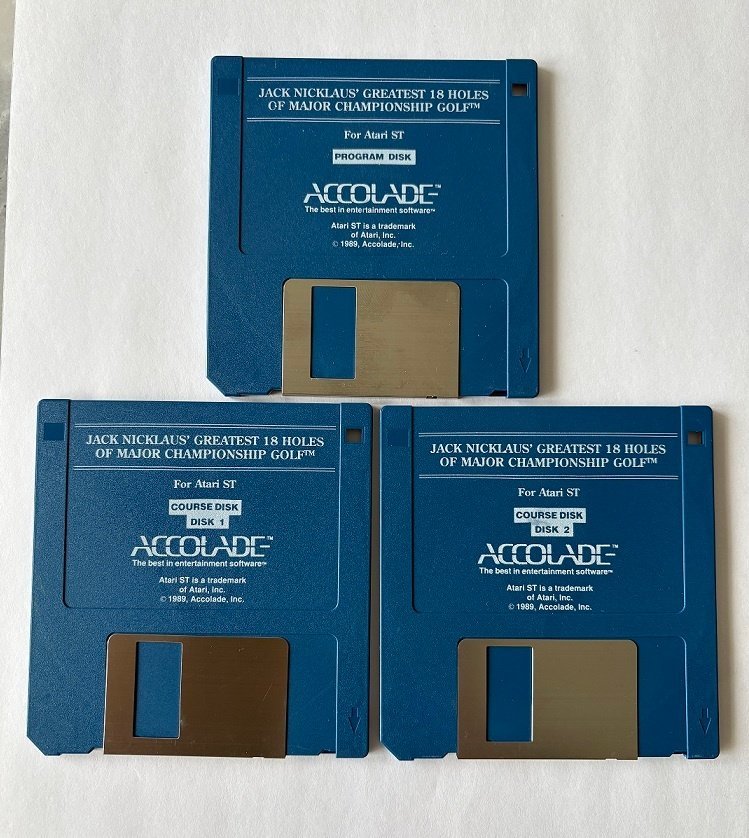 JACK NICKLAUS' GREATEST 18 HOLES
OF MAJOR CHAMPIONSHIP GOLF™
For Atari ST
PROGRAM DISK
ACCOLADE™
The best in entertainment software™
Atari ST is a trademark
of Atari, Inc.
© 1989, Accolade, Inc.
JACK NICKLAUS' GREATEST 18 HOLES
OF MAJOR CHAMPIONSHIP GOLF™
For Atari ST
COURSE DISK
DISK 1
ACCOLADE™
The best in entertainment software™
Atari ST is a trademark
of Atari, Inc.
© 1989, Accolade, Inc.
JACK NICKLAUS' GREATEST 18 HOLES
OF MAJOR CHAMPIONSHIP GOLF™
For Atari ST
COURSE DISK
DISK 2
ACCOLADE™
The best in entertainment software™
Atari ST is a trademark
of Atari, Inc.
© 1989, Accolade, Inc.